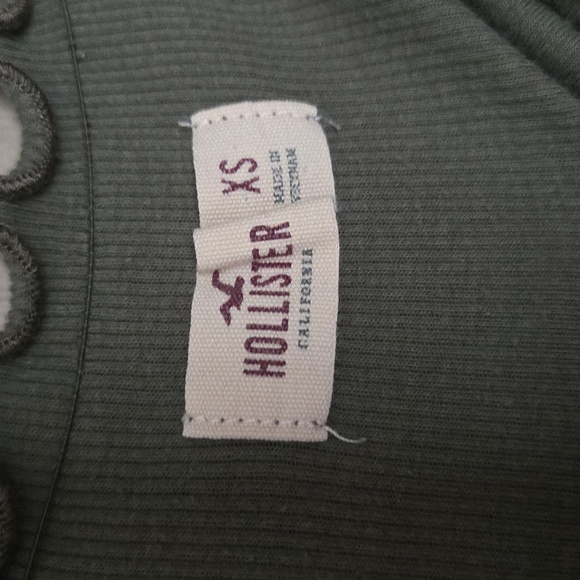 HOLLISTER
CALIFORNIA
XS
MADE IN
VIETNAM